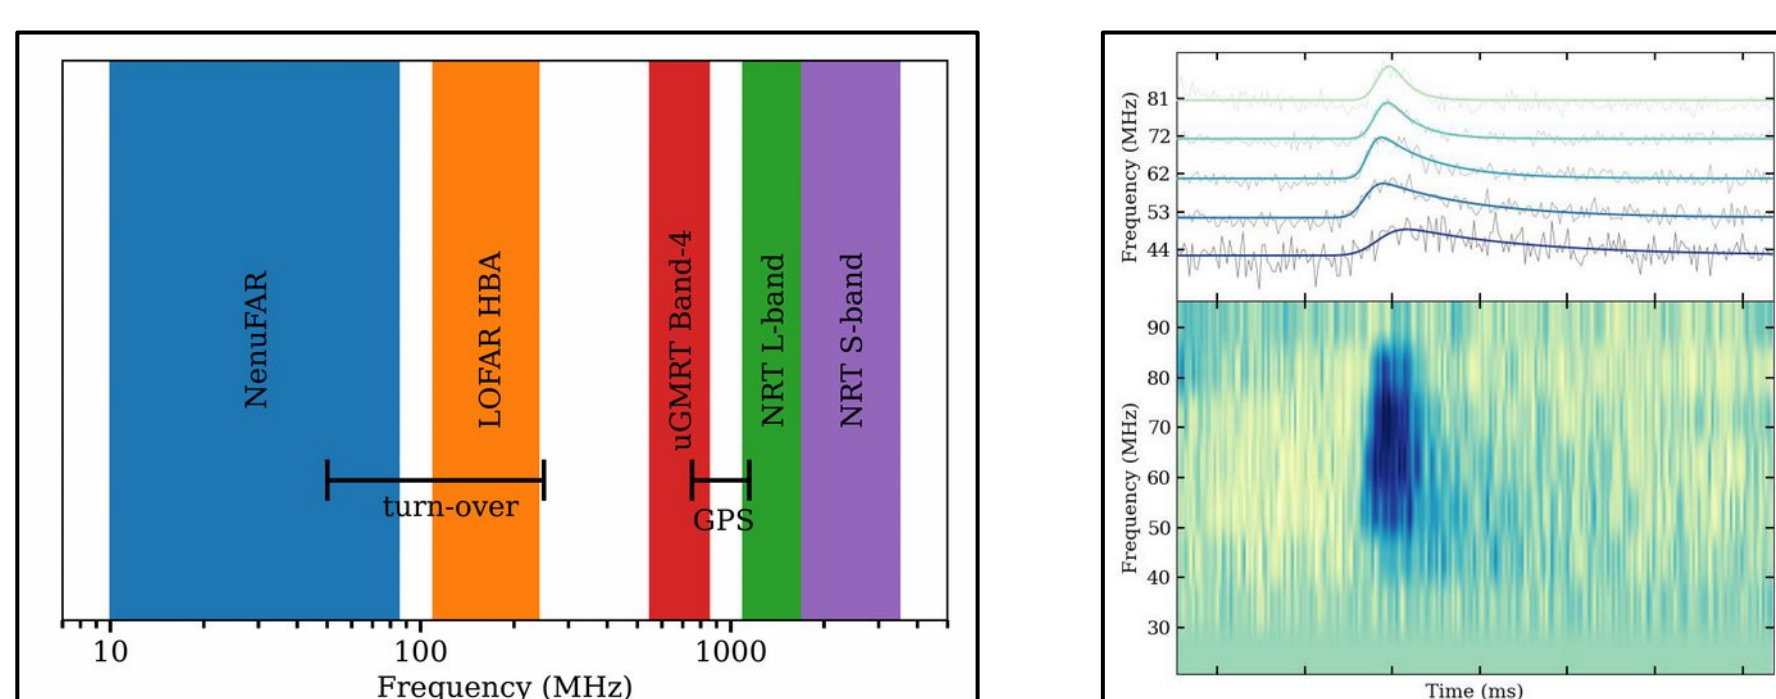 NenuFAR
LOFAR HBA
uGMRT Band-4
NRT L-band
NRT S-band
turn-over
GPS
10
100
1000
Frequency (MHz)
Frequency (MHz)
81
72
62
53
44
Frequency (MHz)
90
80
70
60
50
40
30
Time (ms)